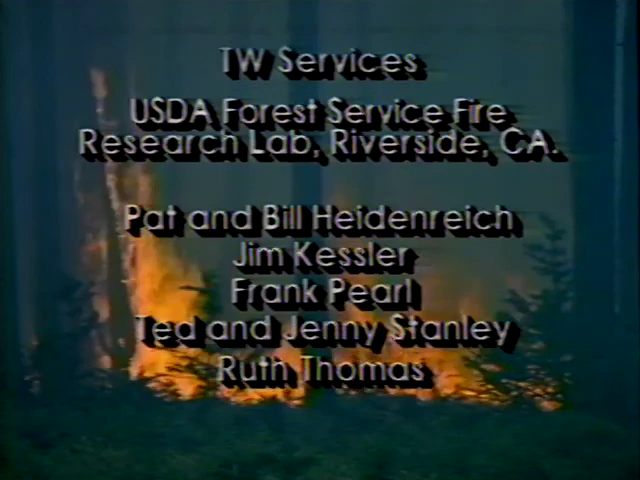 TW Services
USDA Forest Service Fire
Research Lab, Riverside, CA.
Pat and Bill Heidenreich
Jim Kessler
Frank Pearl
Ted and Jenny Stanley
Ruth Thomas